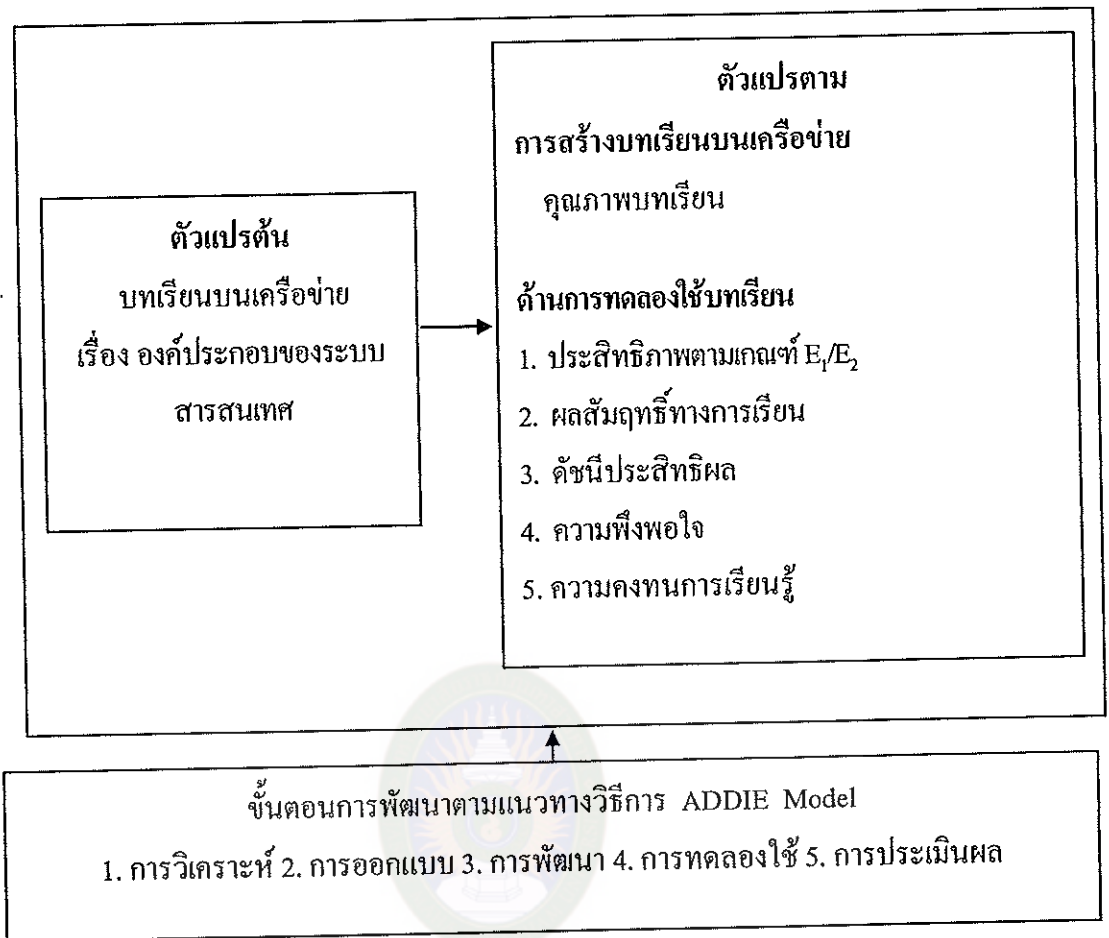 ตัวแปรต้น
บทเรียนบนเครือข่าย
เรื่อง องค์ประกอบของระบบ
สารสนเทศ
ตัวแปรตาม
การสร้างบทเรียนบนเครือข่าย
คุณภาพบทเรียน
ด้านการทดลองใช้บทเรียน
1. ประสิทธิภาพตามเกณฑ์ E₁/E₂
2. ผลสัมฤทธิ์ทางการเรียน
3. ดัชนีประสิทธิผล
4. ความพึงพอใจ
5. ความคงทนการเรียนรู้
ขั้นตอนการพัฒนาตามแนวทางวิธีการ ADDIE Model
1. การวิเคราะห์ 2. การออกแบบ 3. การพัฒนา 4. การทดลองใช้ 5. การประเมินผล